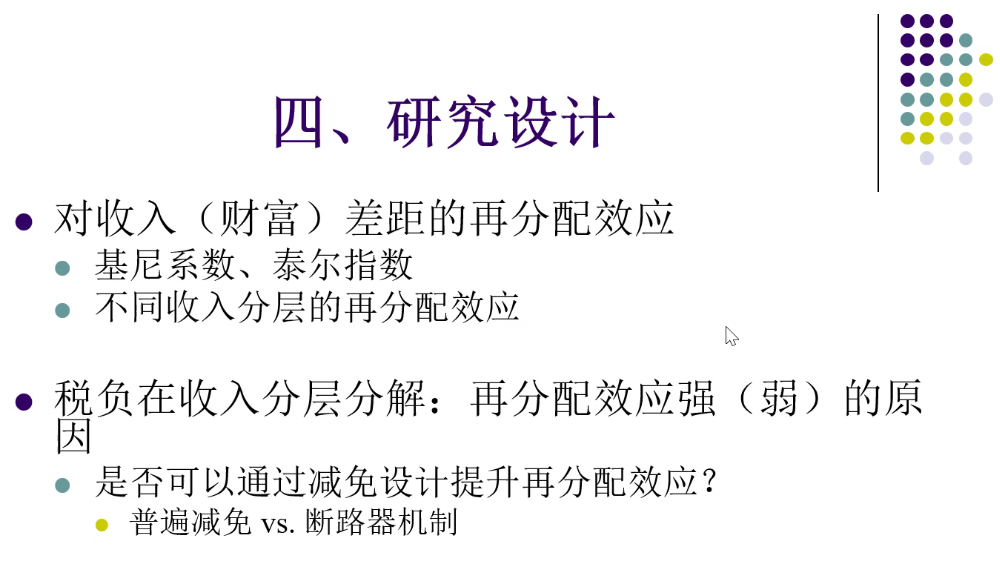 四、研究设计
对收入（财富）差距的再分配效应
基尼系数、泰尔指数
不同收入分层的再分配效应
税负在收入分层分解：再分配效应强（弱）的原
因
是否可以通过减免设计提升再分配效应？
普遍减免 vs. 断路器机制